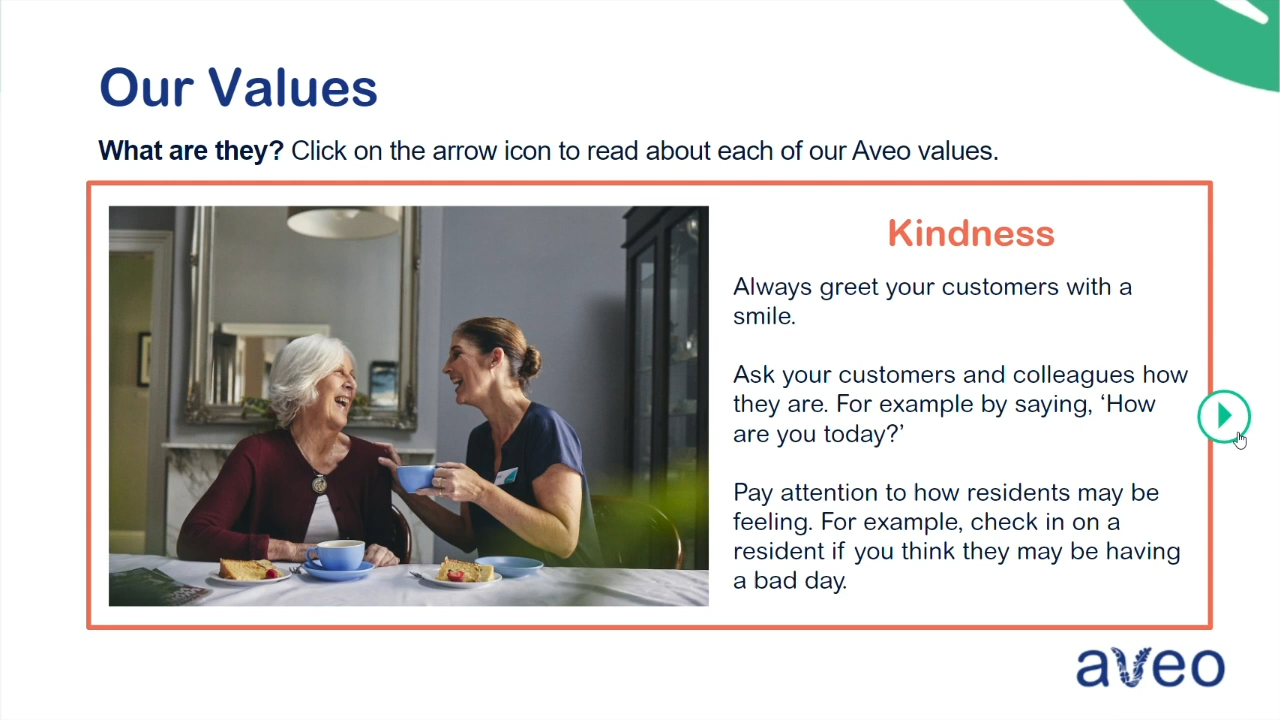 Our Values
What are they? Click on the arrow icon to read about each of our Aveo values.
Kindness
Always greet your customers with a
smile.
Ask your customers and colleagues how
they are. For example by saying, ‘How
are you today?’
Pay attention to how residents may be
feeling. For example, check in on a
resident if you think they may be having
a bad day.
aveo